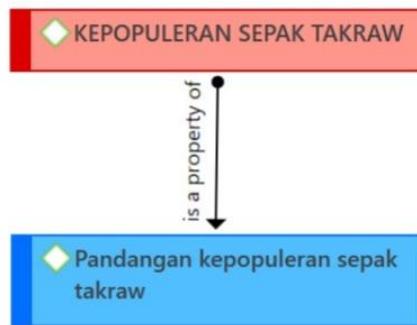 KEPOPULERAN SEPAK TAKRAW
is a property of
Pandangan kepopuleran sepak
takraw